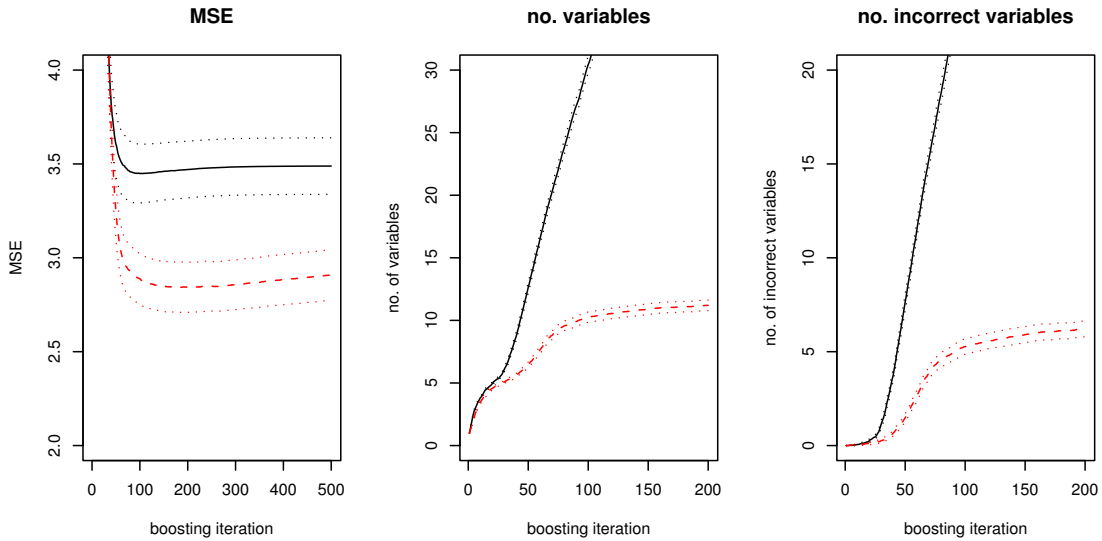 MSE
MSE
4.0
3.5
3.0
2.5
2.0
0 100 200 300 400 500
boosting iteration
no. variables
no. of variables
30
25
20
15
10
5
0
0 50 100 150 200
boosting iteration
no. incorrect variables
no. of incorrect variables
20
15
10
5
0
0 50 100 150 200
boosting iteration